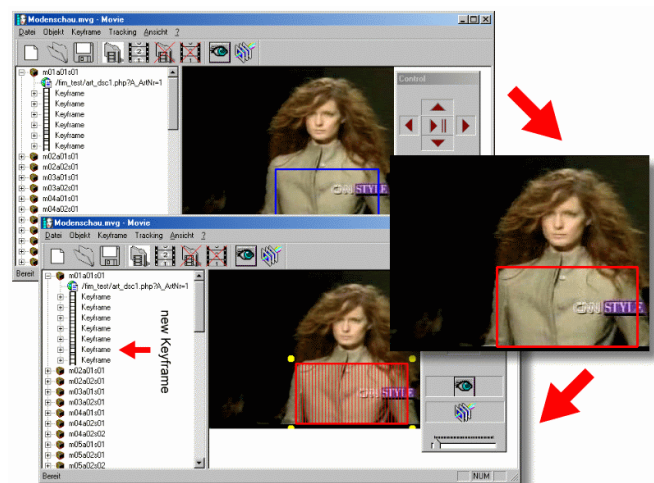 Modenschau.mvg - Movie
Datei Objekt Keyframe Tracking Ansicht ?
m01a01s01
/fim_test/art_dsc1.php?A_ArtNr=1
Keyframe
Keyframe
Keyframe
Keyframe
Keyframe
m02a01s01
m02a02s01
m03a01s01
m03a02s01
m04a01s01
m04a02s01
Bereit
Control
CNN STYLE
CNN STYLE
Modenschau.mvg - Movie
Datei Objekt Keyframe Tracking Ansicht ?
m01a01s01
/fim_test/art_dsc1.php?A_ArtNr=1
Keyframe
Keyframe
Keyframe
Keyframe
Keyframe
Keyframe
new Keyframe
m02a01s01
m02a02s01
m03a01s01
m03a02s01
m04a01s01
m04a02s01
m04a02s02
m05a01s01
m05a02s01
m05a02s02
CNN STYLE
Bereit
NUM